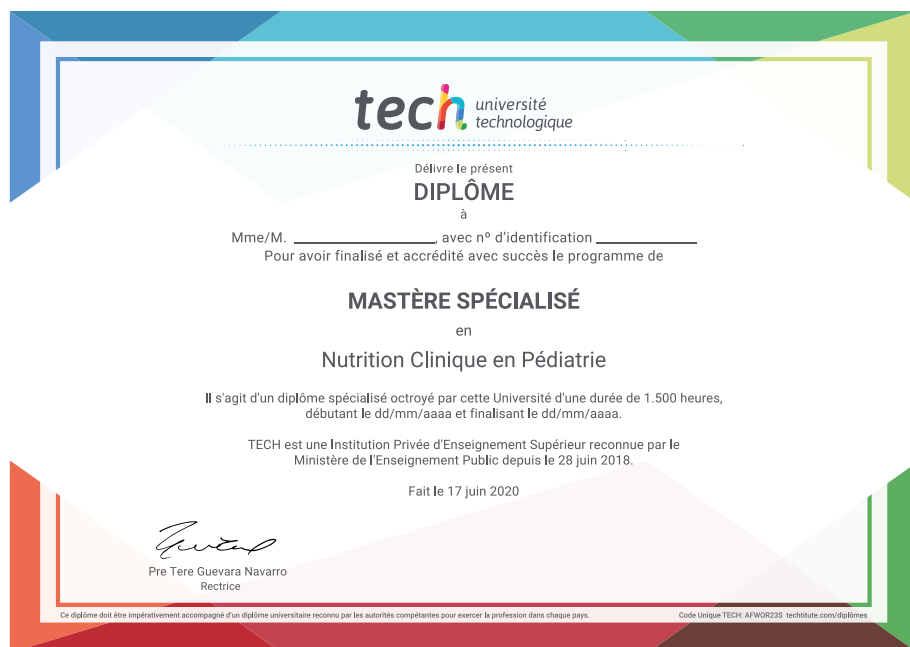 tech université
technologique
Délivre le présent
DIPLÔME
à
Mme/M. _______________, avec nº d'identification _______________
Pour avoir finalisé et accrédité avec succès le programme de
MASTÈRE SPÉCIALISÉ
en
Nutrition Clinique en Pédiatrie
Il s'agit d'un diplôme spécialisé octroyé par cette Université d'une durée de 1.500 heures,
débutant le dd/mm/aaaa et finalisant le dd/mm/aaaa.
TECH est une Institution Privée d'Enseignement Supérieur reconnue par le
Ministère de l'Enseignement Public depuis le 28 juin 2018.
Fait le 17 juin 2020
Pre Tere Guevara Navarro
Rectrice
Ce diplôme doit être impérativement accompagné d'un diplôme universitaire reconnu par les autorités compétantes pour exercer la profession dans chaque pays.
Code Unique TECH: AFWOR23S techtitute.com/diplômes